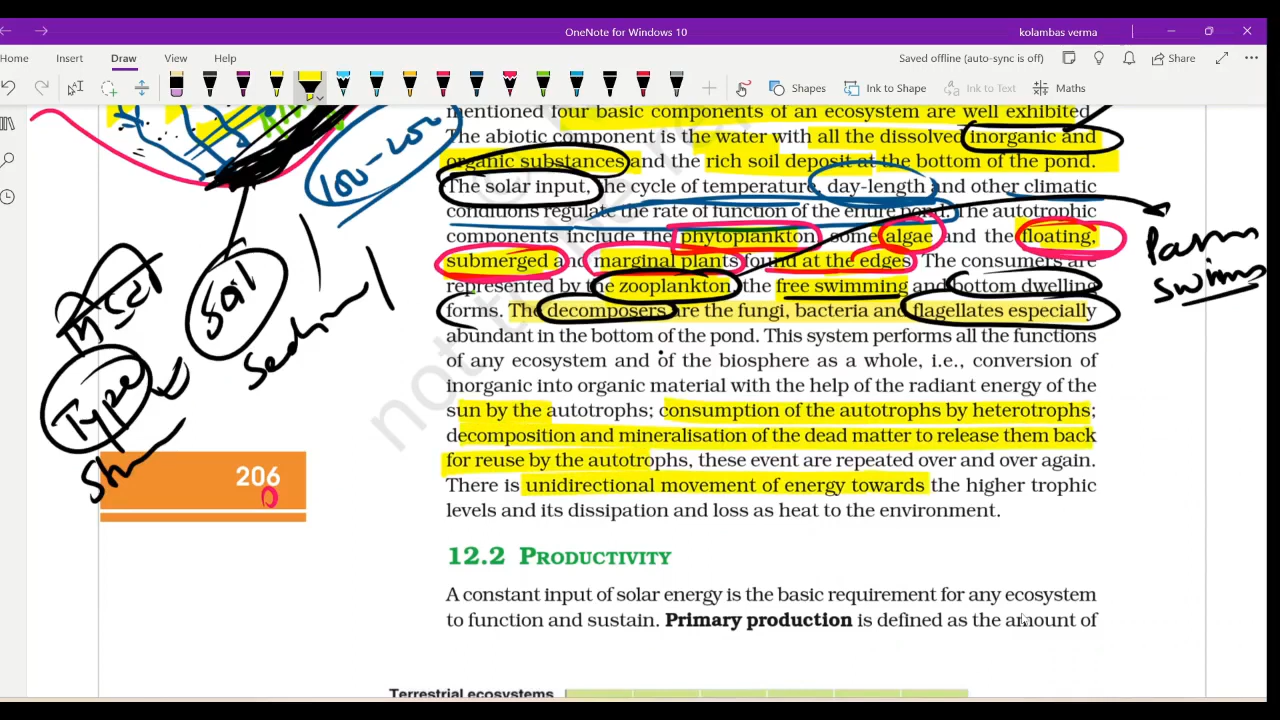 OneNote for Windows 10
kolambas verma
Home Insert Draw View Help
Saved offline (auto-sync is off)
Share
Shapes
Ink to Shape
Ink to Text
Maths
mentioned four basic components of an ecosystem are well exhibited.
The abiotic component is the water with all the dissolved inorganic and
organic substances and the rich soil deposit at the bottom of the pond.
The solar input, the cycle of temperature, day-length and other climatic
conditions regulate the rate of function of the entire pond. The autotrophic
components include the phytoplankton, some algae and the floating,
submerged and marginal plants found at the edges. The consumers are
represented by the zooplankton, the free swimming and bottom dwelling
forms. The decomposers are the fungi, bacteria and flagellates especially
abundant in the bottom of the pond. This system performs all the functions
of any ecosystem and of the biosphere as a whole, i.e., conversion of
inorganic into organic material with the help of the radiant energy of the
sun by the autotrophs; consumption of the autotrophs by heterotrophs;
decomposition and mineralisation of the dead matter to release them back
for reuse by the autotrophs, these event are repeated over and over again.
There is unidirectional movement of energy towards the higher trophic
levels and its dissipation and loss as heat to the environment.
100-200
swims
Type
206
12.2 PRODUCTIVITY
A constant input of solar energy is the basic requirement for any ecosystem
to function and sustain. Primary production is defined as the amount of
Terrestrial ecosystems